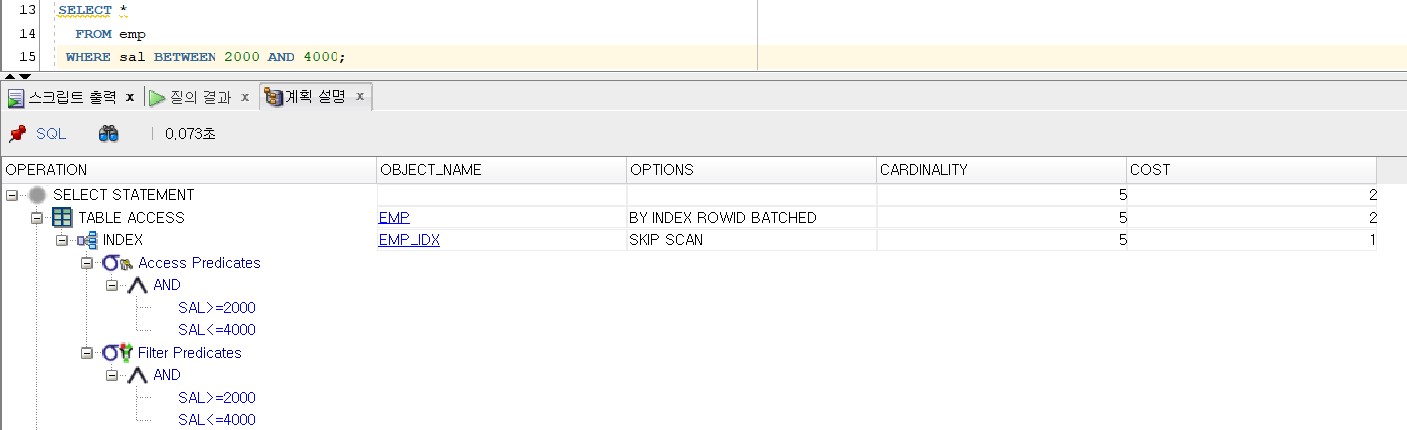 13 SELECT *
14 FROM emp
15 WHERE sal BETWEEN 2000 AND 4000;
스크립트 출력 x 질의 결과 x 계획 설명 x
SQL 0.073초
OPERATION OBJECT_NAME OPTIONS CARDINALITY COST
SELECT STATEMENT 5 2
TABLE ACCESS EMP BY INDEX ROWID BATCHED 5 2
INDEX EMP_IDX SKIP SCAN 5 1
Access Predicates
AND
SAL>=2000
SAL<=4000
Filter Predicates
AND
SAL>=2000
SAL<=4000